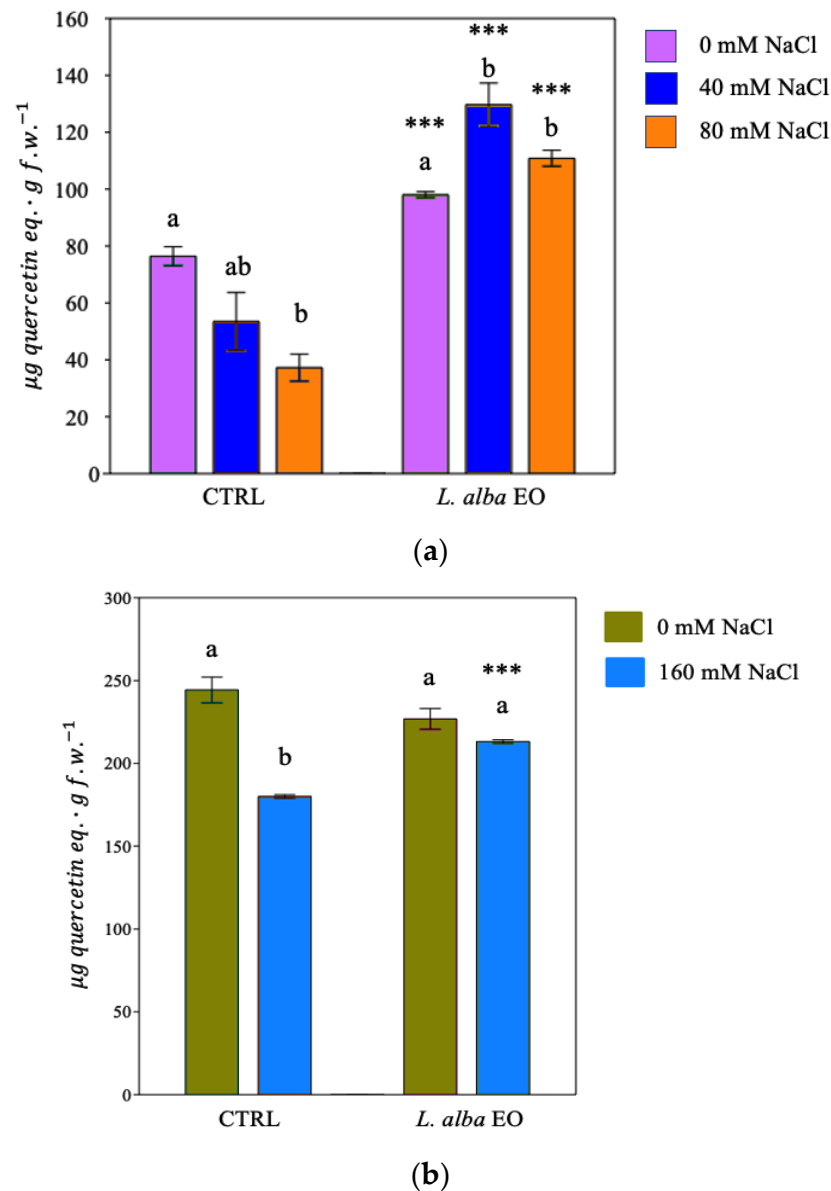 160
***
0 mM NaCl
140
b
***
40 mM NaCl
120
***
b
80 mM NaCl
100
a
a
80
ab
60
b
40
20
0
µg quercetin eq.· g f.w.⁻¹
CTRL
L. alba EO
(a)
300
0 mM NaCl
a
***
160 mM NaCl
250
a
a
200
b
150
100
50
0
µg quercetin eq.· g f.w.⁻¹
CTRL
L. alba EO
(b)